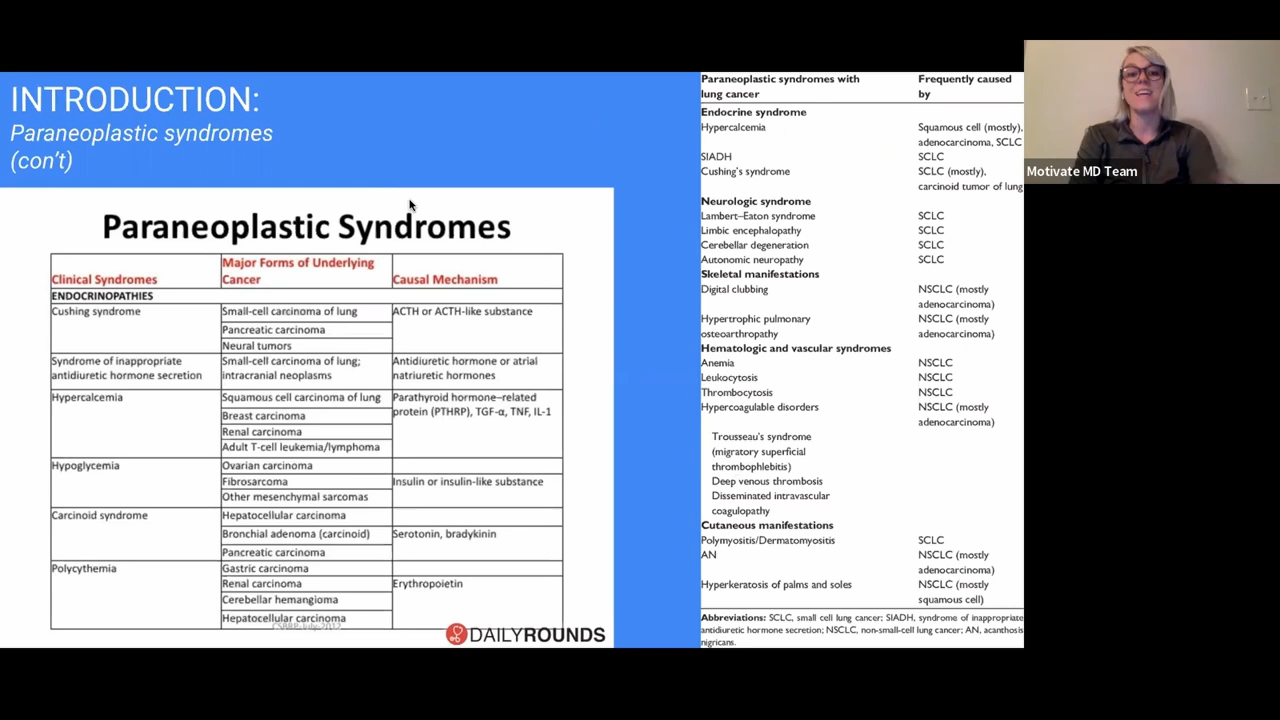 INTRODUCTION:
Paraneoplastic syndromes
(con't)
Paraneoplastic Syndromes
Clinical Syndromes
Major Forms of Underlying
Cancer
Causal Mechanism
ENDOCRINOPATHIES
Cushing syndrome
Small-cell carcinoma of lung
ACTH or ACTH-like substance
Pancreatic carcinoma
Neural tumors
Syndrome of inappropriate
antidiuretic hormone secretion
Small-cell carcinoma of lung;
intracranial neoplasms
Antidiuretic hormone or atrial
natriuretic hormones
Hypercalcemia
Squamous cell carcinoma of lung
Parathyroid hormone–related
protein (PTHRP), TGF-α, TNF, IL-1
Breast carcinoma
Renal carcinoma
Adult T-cell leukemia/lymphoma
Hypoglycemia
Ovarian carcinoma
Fibrosarcoma
Insulin or insulin-like substance
Other mesenchymal sarcomas
Carcinoid syndrome
Hepatocellular carcinoma
Bronchial adenoma (carcinoid)
Serotonin, bradykinin
Pancreatic carcinoma
Polycythemia
Gastric carcinoma
Renal carcinoma
Erythropoietin
Cerebellar hemangioma
Hepatocellular carcinoma
DAILYROUNDS
Paraneoplastic syndromes with
lung cancer
Frequently caused
by
Endocrine syndrome
Hypercalcemia
Squamous cell (mostly),
adenocarcinoma, SCLC
SIADH
SCLC
Cushing's syndrome
SCLC (mostly),
carcinoid tumor of lung
Neurologic syndrome
Lambert–Eaton syndrome
SCLC
Limbic encephalopathy
SCLC
Cerebellar degeneration
SCLC
Autonomic neuropathy
SCLC
Skeletal manifestations
Digital clubbing
NSCLC (mostly
adenocarcinoma)
Hypertrophic pulmonary
osteoarthropathy
NSCLC (mostly
adenocarcinoma)
Hematologic and vascular syndromes
Anemia
NSCLC
Leukocytosis
NSCLC
Thrombocytosis
NSCLC
Hypercoagulable disorders
NSCLC (mostly
adenocarcinoma)
Trousseau's syndrome
(migratory superficial
thrombophlebitis)
Deep venous thrombosis
Disseminated intravascular
coagulopathy
Cutaneous manifestations
Polymyositis/Dermatomyositis
SCLC
AN
NSCLC (mostly
adenocarcinoma)
Hyperkeratosis of palms and soles
NSCLC (mostly
squamous cell)
Abbreviations: SCLC, small cell lung cancer; SIADH, syndrome of inappropriate
antidiuretic hormone secretion; NSCLC, non-small-cell lung cancer; AN, acanthosis
nigricans.
Motivate MD Team